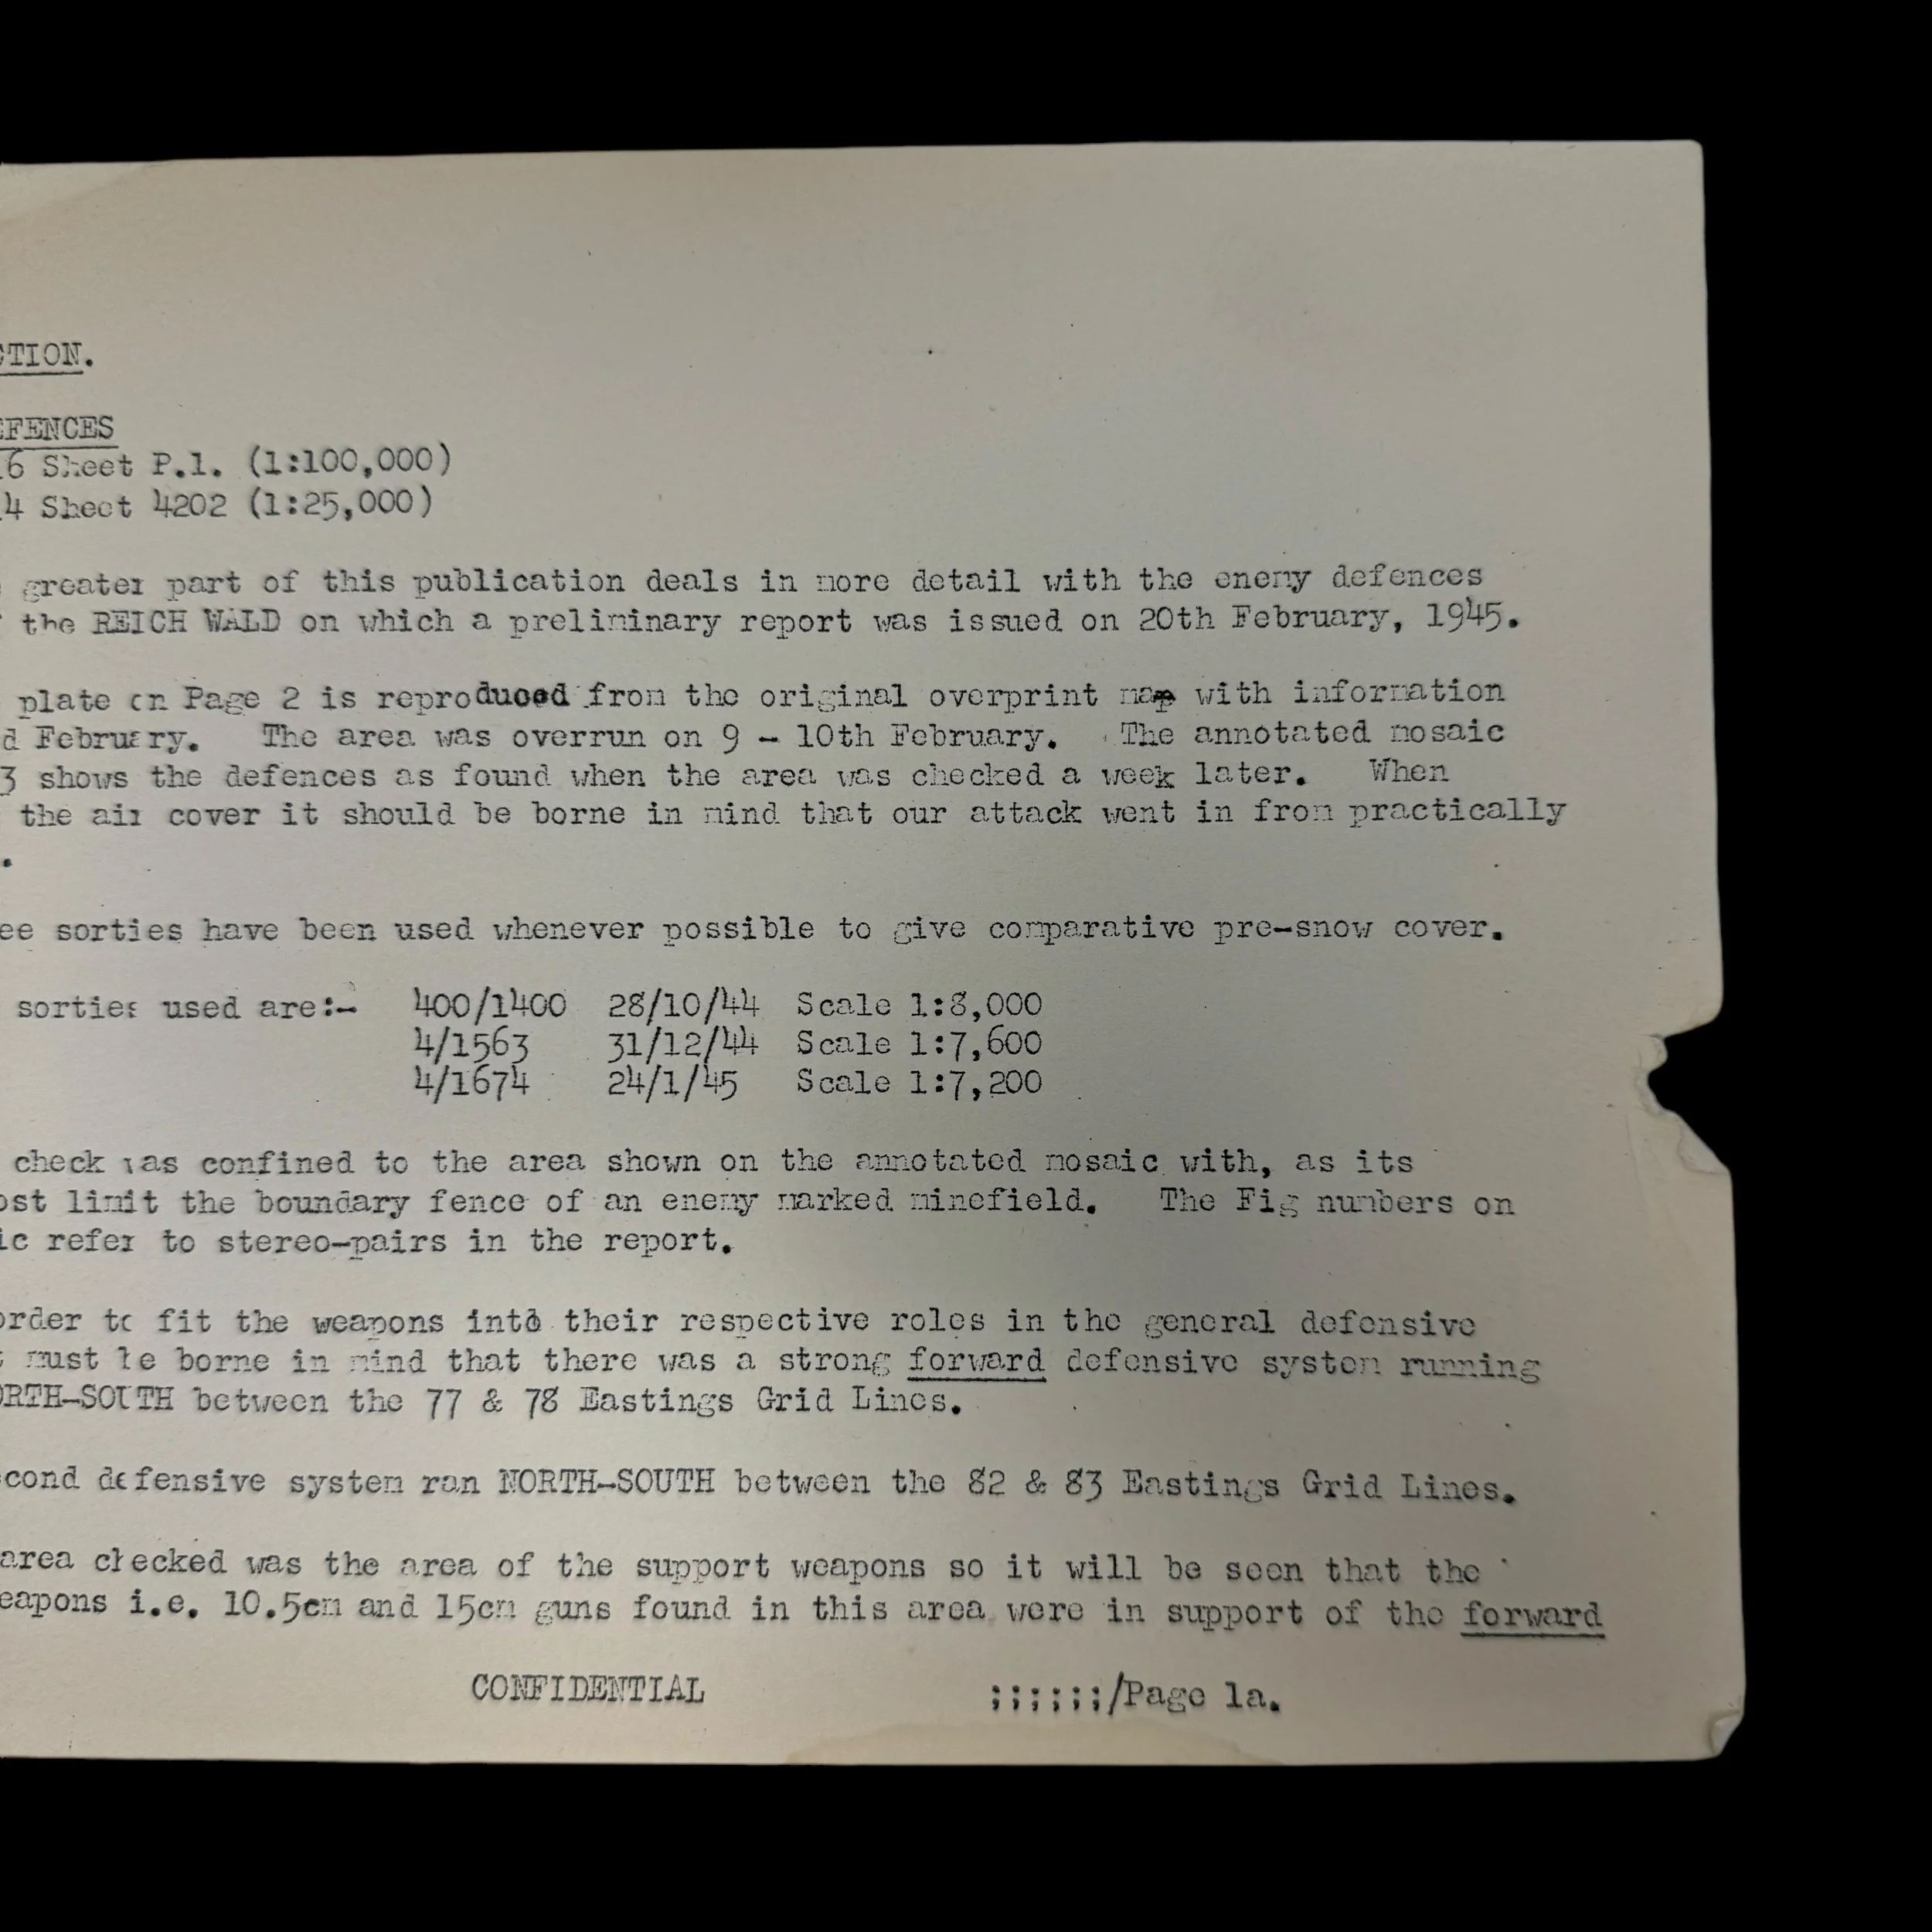 CTION.
EFENCES
6 Sheet P.1. (1:100,000)
4 Sheet 4202 (1:25,000)
greater part of this publication deals in more detail with the enemy defences
the REICH WALD on which a preliminary report was issued on 20th February, 1945.
plate on Page 2 is reproduced from the original overprint map with information
d February. The area was overrun on 9 - 10th February. The annotated mosaic
3 shows the defences as found when the area was checked a week later. When
the air cover it should be borne in mind that our attack went in from practically
.
ee sorties have been used whenever possible to give comparative pre-snow cover.
sorties used are:- 400/1400 28/10/44 Scale 1:8,000
4/1563 31/12/44 Scale 1:7,600
4/1674 24/1/45 Scale 1:7,200
check was confined to the area shown on the annotated mosaic with, as its
ost limit the boundary fence of an enemy marked minefield. The Fig numbers on
ic refer to stereo-pairs in the report.
order to fit the weapons into their respective roles in the general defensive
must be borne in mind that there was a strong forward defensive system running
ORTH-SOUTH between the 77 & 78 Eastings Grid Lines.
cond defensive system ran NORTH-SOUTH between the 82 & 83 Eastings Grid Lines.
area checked was the area of the support weapons so it will be seen that the
eapons i.e. 10.5cm and 15cm guns found in this area were in support of the forward
CONFIDENTIAL ;;;;;;/Page 1a.